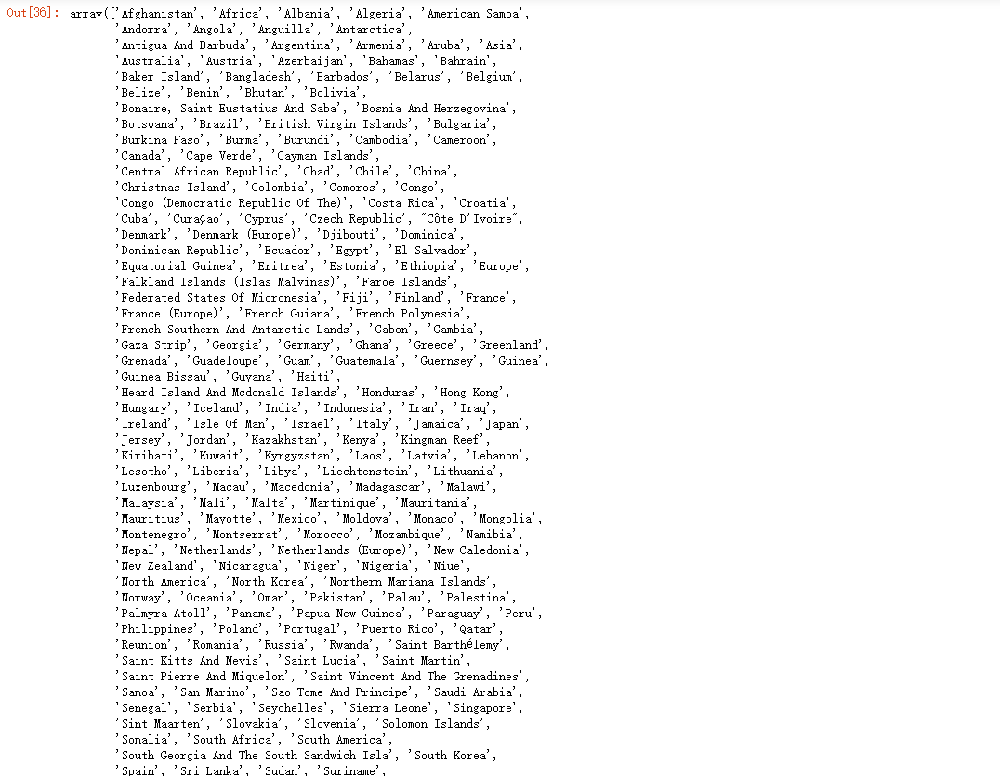 Out[36]: array(['Afghanistan', 'Africa', 'Albania', 'Algeria', 'American Samoa',
'Andorra', 'Angola', 'Anguilla', 'Antarctica',
'Antigua And Barbuda', 'Argentina', 'Armenia', 'Aruba', 'Asia',
'Australia', 'Austria', 'Azerbaijan', 'Bahamas', 'Bahrain',
'Baker Island', 'Bangladesh', 'Barbados', 'Belarus', 'Belgium',
'Belize', 'Benin', 'Bhutan', 'Bolivia',
'Bonaire, Saint Eustatius And Saba', 'Bosnia And Herzegovina',
'Botswana', 'Brazil', 'British Virgin Islands', 'Bulgaria',
'Burkina Faso', 'Burma', 'Burundi', 'Cambodia', 'Cameroon',
'Canada', 'Cape Verde', 'Cayman Islands',
'Central African Republic', 'Chad', 'Chile', 'China',
'Christmas Island', 'Colombia', 'Comoros', 'Congo',
'Congo (Democratic Republic Of The)', 'Costa Rica', 'Croatia',
'Cuba', 'Curaçao', 'Cyprus', 'Czech Republic', "Côte D'Ivoire",
'Denmark', 'Denmark (Europe)', 'Djibouti', 'Dominica',
'Dominican Republic', 'Ecuador', 'Egypt', 'El Salvador',
'Equatorial Guinea', 'Eritrea', 'Estonia', 'Ethiopia', 'Europe',
'Falkland Islands (Islas Malvinas)', 'Faroe Islands',
'Federated States Of Micronesia', 'Fiji', 'Finland', 'France',
'France (Europe)', 'French Guiana', 'French Polynesia',
'French Southern And Antarctic Lands', 'Gabon', 'Gambia',
'Gaza Strip', 'Georgia', 'Germany', 'Ghana', 'Greece', 'Greenland',
'Grenada', 'Guadeloupe', 'Guam', 'Guatemala', 'Guernsey', 'Guinea',
'Guinea Bissau', 'Guyana', 'Haiti',
'Heard Island And Mcdonald Islands', 'Honduras', 'Hong Kong',
'Hungary', 'Iceland', 'India', 'Indonesia', 'Iran', 'Iraq',
'Ireland', 'Isle Of Man', 'Israel', 'Italy', 'Jamaica', 'Japan',
'Jersey', 'Jordan', 'Kazakhstan', 'Kenya', 'Kingman Reef',
'Kiribati', 'Kuwait', 'Kyrgyzstan', 'Laos', 'Latvia', 'Lebanon',
'Lesotho', 'Liberia', 'Libya', 'Liechtenstein', 'Lithuania',
'Luxembourg', 'Macau', 'Macedonia', 'Madagascar', 'Malawi',
'Malaysia', 'Mali', 'Malta', 'Martinique', 'Mauritania',
'Mauritius', 'Mayotte', 'Mexico', 'Moldova', 'Monaco', 'Mongolia',
'Montenegro', 'Montserrat', 'Morocco', 'Mozambique', 'Namibia',
'Nepal', 'Netherlands', 'Netherlands (Europe)', 'New Caledonia',
'New Zealand', 'Nicaragua', 'Niger', 'Nigeria', 'Niue',
'North America', 'North Korea', 'Northern Mariana Islands',
'Norway', 'Oceania', 'Oman', 'Pakistan', 'Palau', 'Palestina',
'Palmyra Atoll', 'Panama', 'Papua New Guinea', 'Paraguay', 'Peru',
'Philippines', 'Poland', 'Portugal', 'Puerto Rico', 'Qatar',
'Reunion', 'Romania', 'Russia', 'Rwanda', 'Saint Barthélemy',
'Saint Kitts And Nevis', 'Saint Lucia', 'Saint Martin',
'Saint Pierre And Miquelon', 'Saint Vincent And The Grenadines',
'Samoa', 'San Marino', 'Sao Tome And Principe', 'Saudi Arabia',
'Senegal', 'Serbia', 'Seychelles', 'Sierra Leone', 'Singapore',
'Sint Maarten', 'Slovakia', 'Slovenia', 'Solomon Islands',
'Somalia', 'South Africa', 'South America',
'South Georgia And The South Sandwich Isla', 'South Korea',
'Spain', 'Sri Lanka', 'Sudan', 'Suriname',